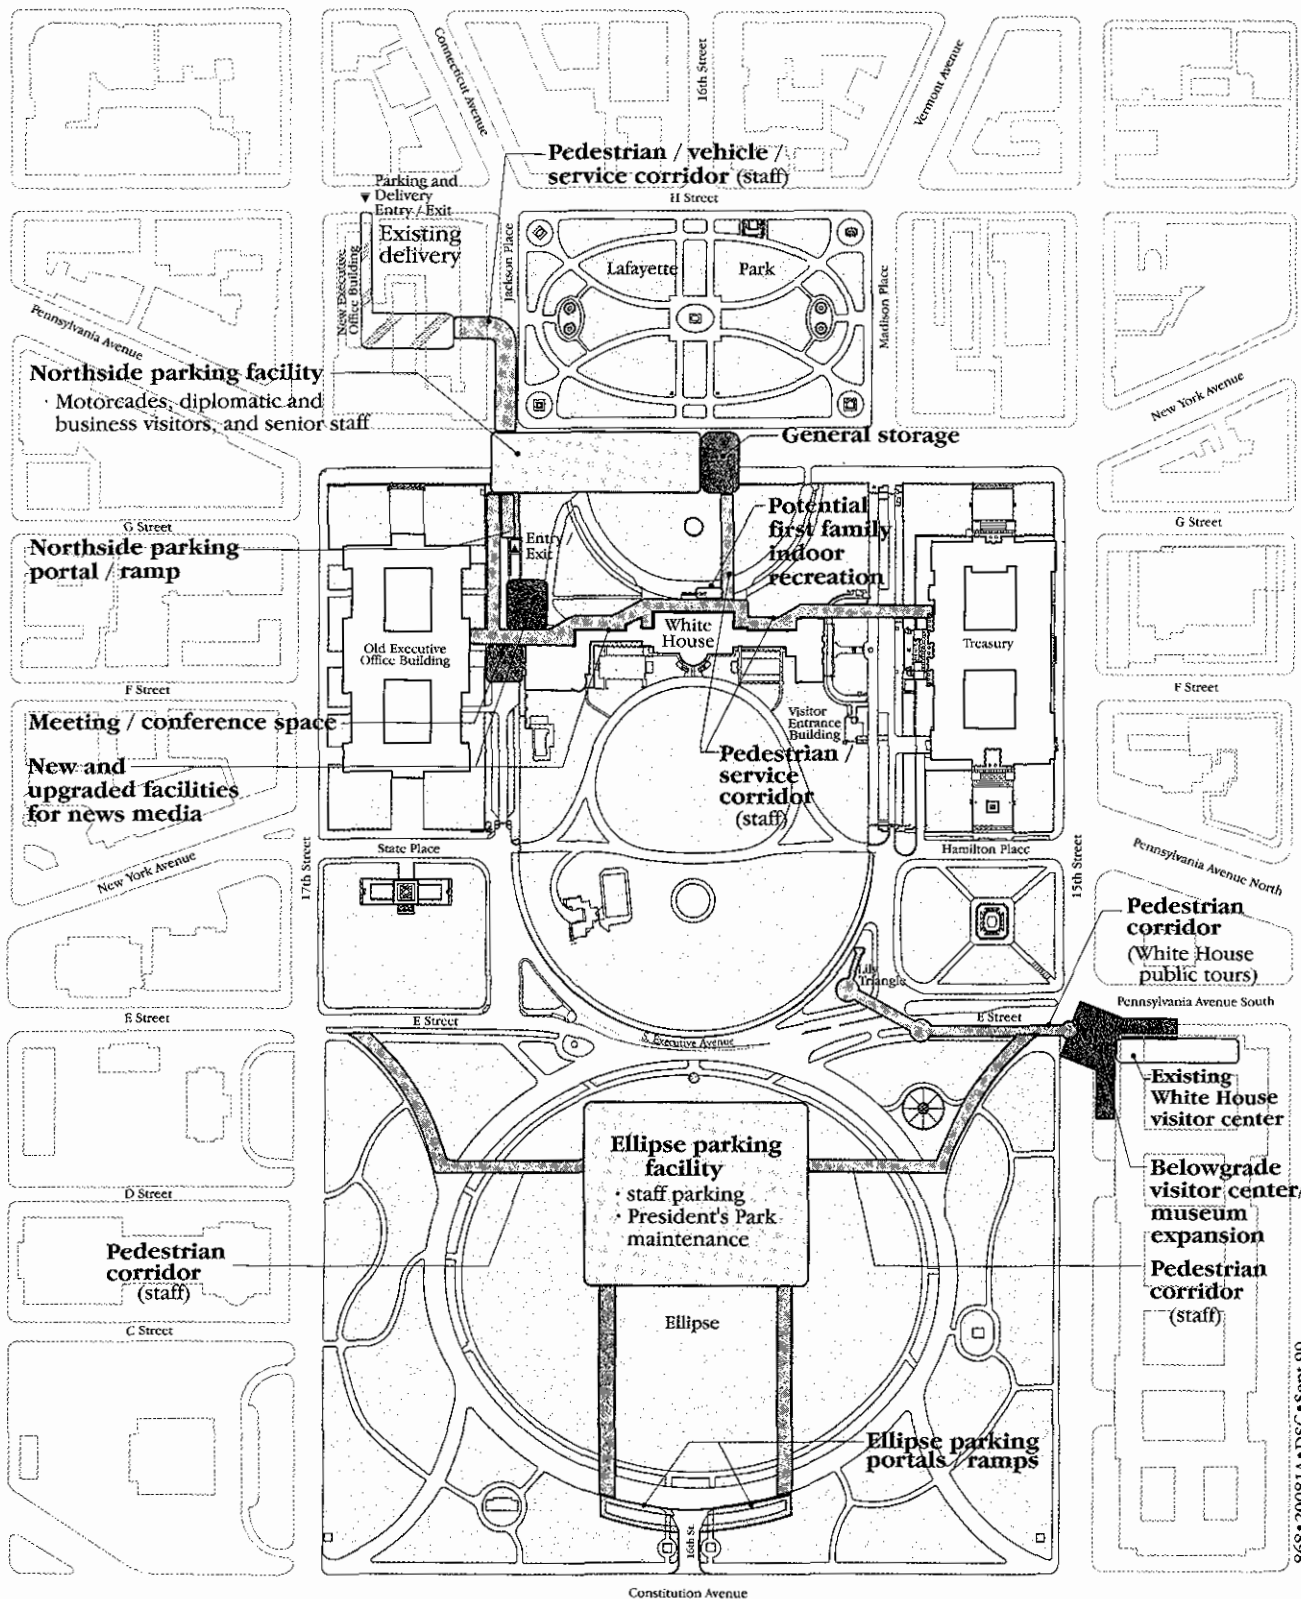 Connecticut Avenue
16th Street
Vermont Avenue
Pedestrian / vehicle /
service corridor (staff)
H Street
Parking and
Delivery
Entry / Exit
Existing
delivery
New Executive
Office Building
Jackson Place
Lafayette Park
Madison Place
Pennsylvania Avenue
Northside parking facility
· Motorcades, diplomatic and
business visitors, and senior staff
New York Avenue
General storage
G Street
G Street
Northside parking
portal / ramp
Entry /
Exit
Potential
first family
indoor
recreation
White
House
Old Executive
Office Building
Treasury
F Street
F Street
Meeting / conference space
Visitor
Entrance
Building
New and
upgraded facilities
for news media
Pedestrian /
service
corridor
(staff)
State Place
Hamilton Place
New York Avenue
17th Street
15th Street
Pennsylvania Avenue North
Pedestrian
corridor
(White House
public tours)
Lily
Triangle
Pennsylvania Avenue South
E Street
E Street
E Street
S. Executive Avenue
Existing
White House
visitor center
Ellipse parking
facility
· staff parking
· President's Park
maintenance
Belowgrade
visitor center/
museum
expansion
D Street
Pedestrian
corridor
(staff)
Pedestrian
corridor
(staff)
C Street
Ellipse
Ellipse parking
portals / ramps
16th St.
Constitution Avenue